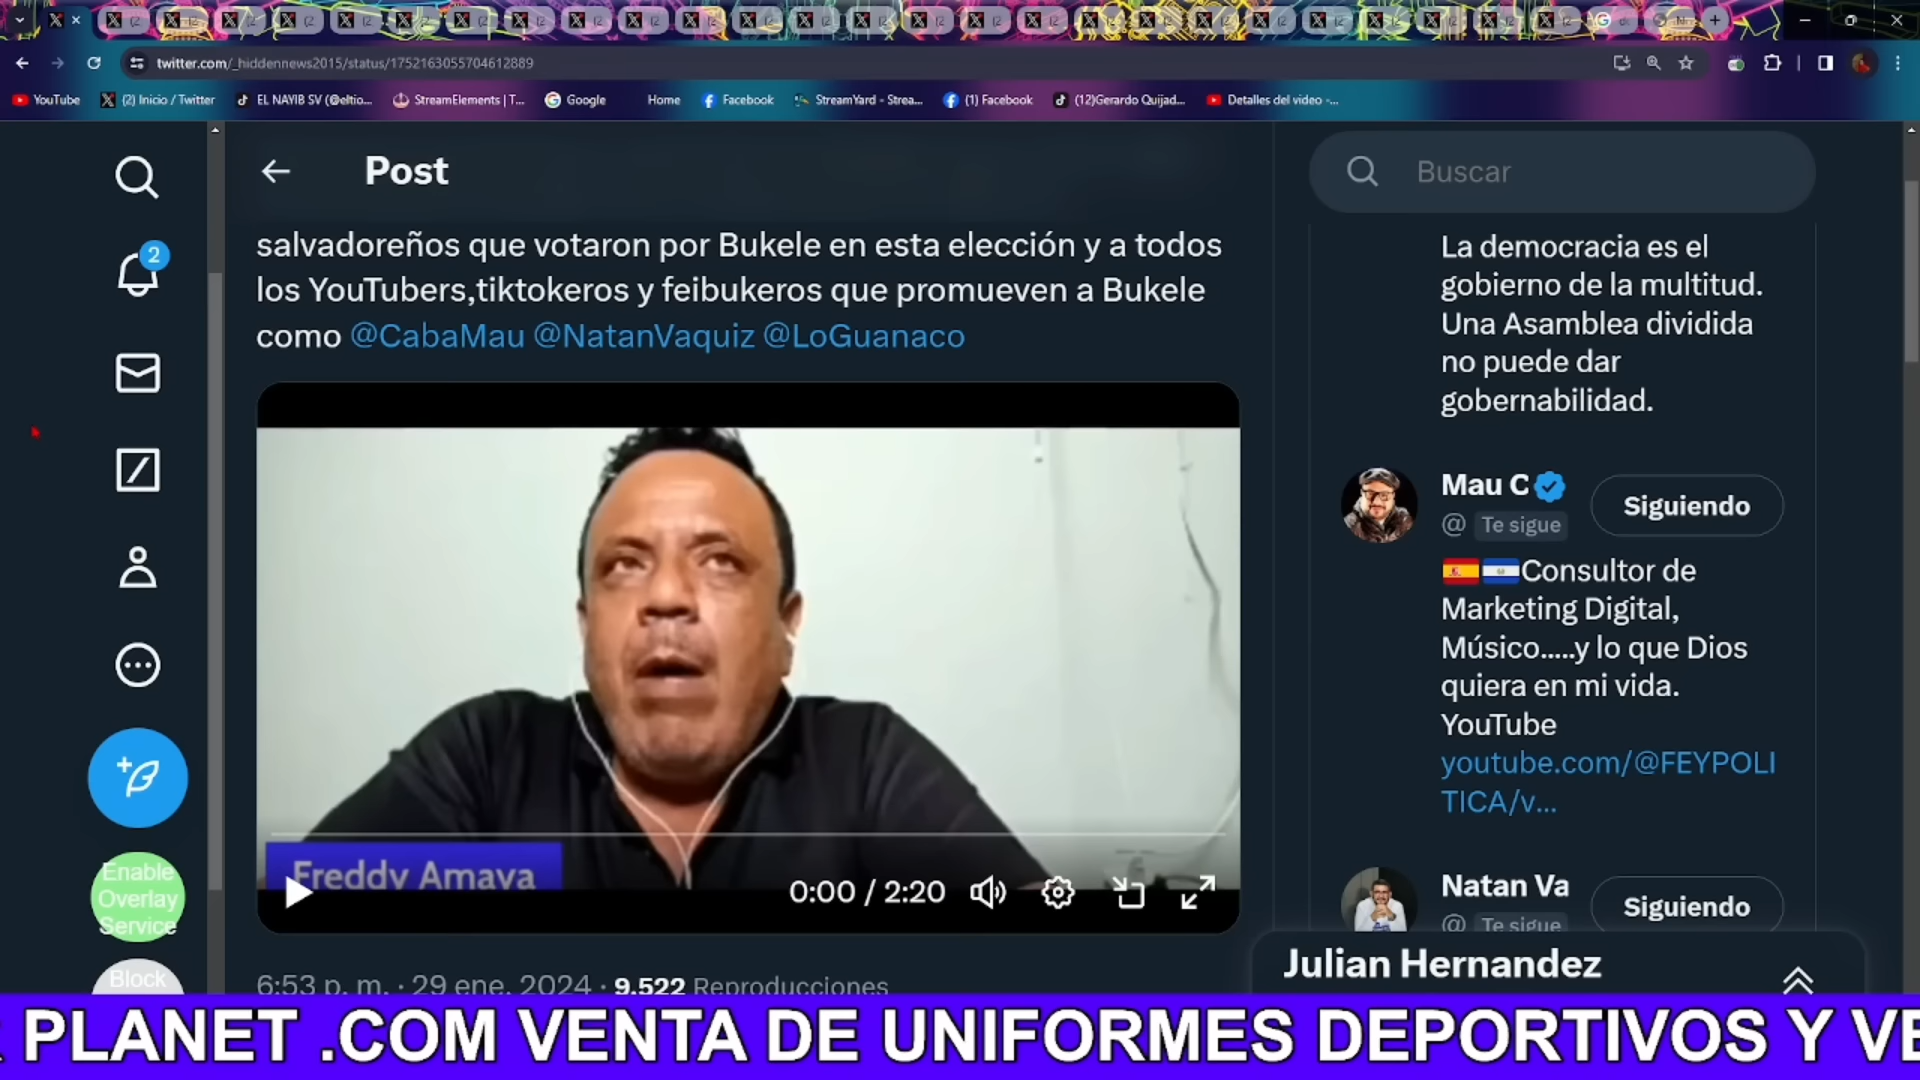 twitter.com/_hiddennews2015/status/1752163055704612889
YouTube
(2) Inicio / Twitter
EL NAYIB SV (@eltio...
StreamElements | T...
Google
Home
Facebook
StreamYard - Strea...
(1) Facebook
(12)Gerardo Quijad...
Detalles del video -...
Post
Buscar
2
salvadoreños que votaron por Bukele en esta elección y a todos
los YouTubers,tiktokeros y feibukeros que promueven a Bukele
como @CabaMau @NatanVaquiz @LoGuanaco
Freddy Amaya
0:00 / 2:20
6:53 p. m. · 29 ene. 2024 · 9.522 Reproducciones
La democracia es el
gobierno de la multitud.
Una Asamblea dividida
no puede dar
gobernabilidad.
Mau C
Siguiendo
@ Te sigue
Consultor de
Marketing Digital,
Músico.....y lo que Dios
quiera en mi vida.
YouTube
youtube.com/@FEYPOLI
TICA/v...
Natan Va
Siguiendo
@ Te sigue
Julian Hernandez
Enable
Overlay
Service
Block
PLANET .COM VENTA DE UNIFORMES DEPORTIVOS Y VE